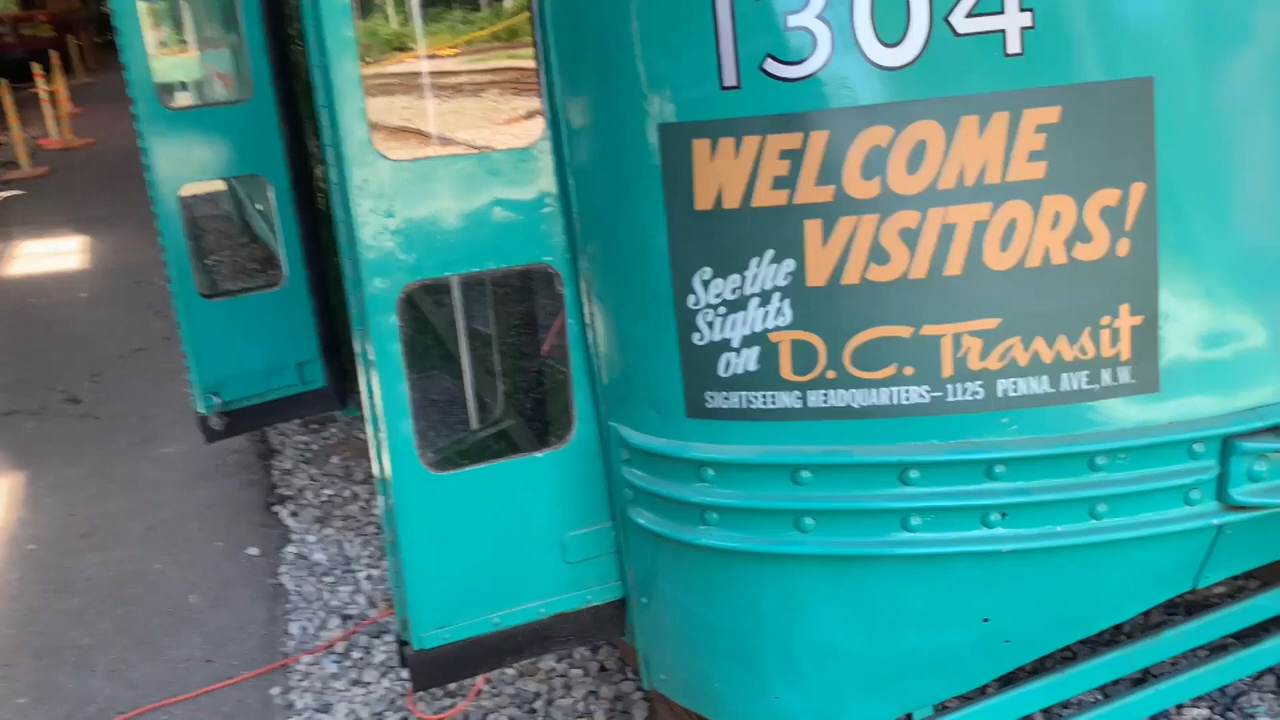 1304
WELCOME
VISITORS!
See the
Sights
on D.C. Transit
SIGHTSEEING HEADQUARTERS—1125 PENNA. AVE., N.W.